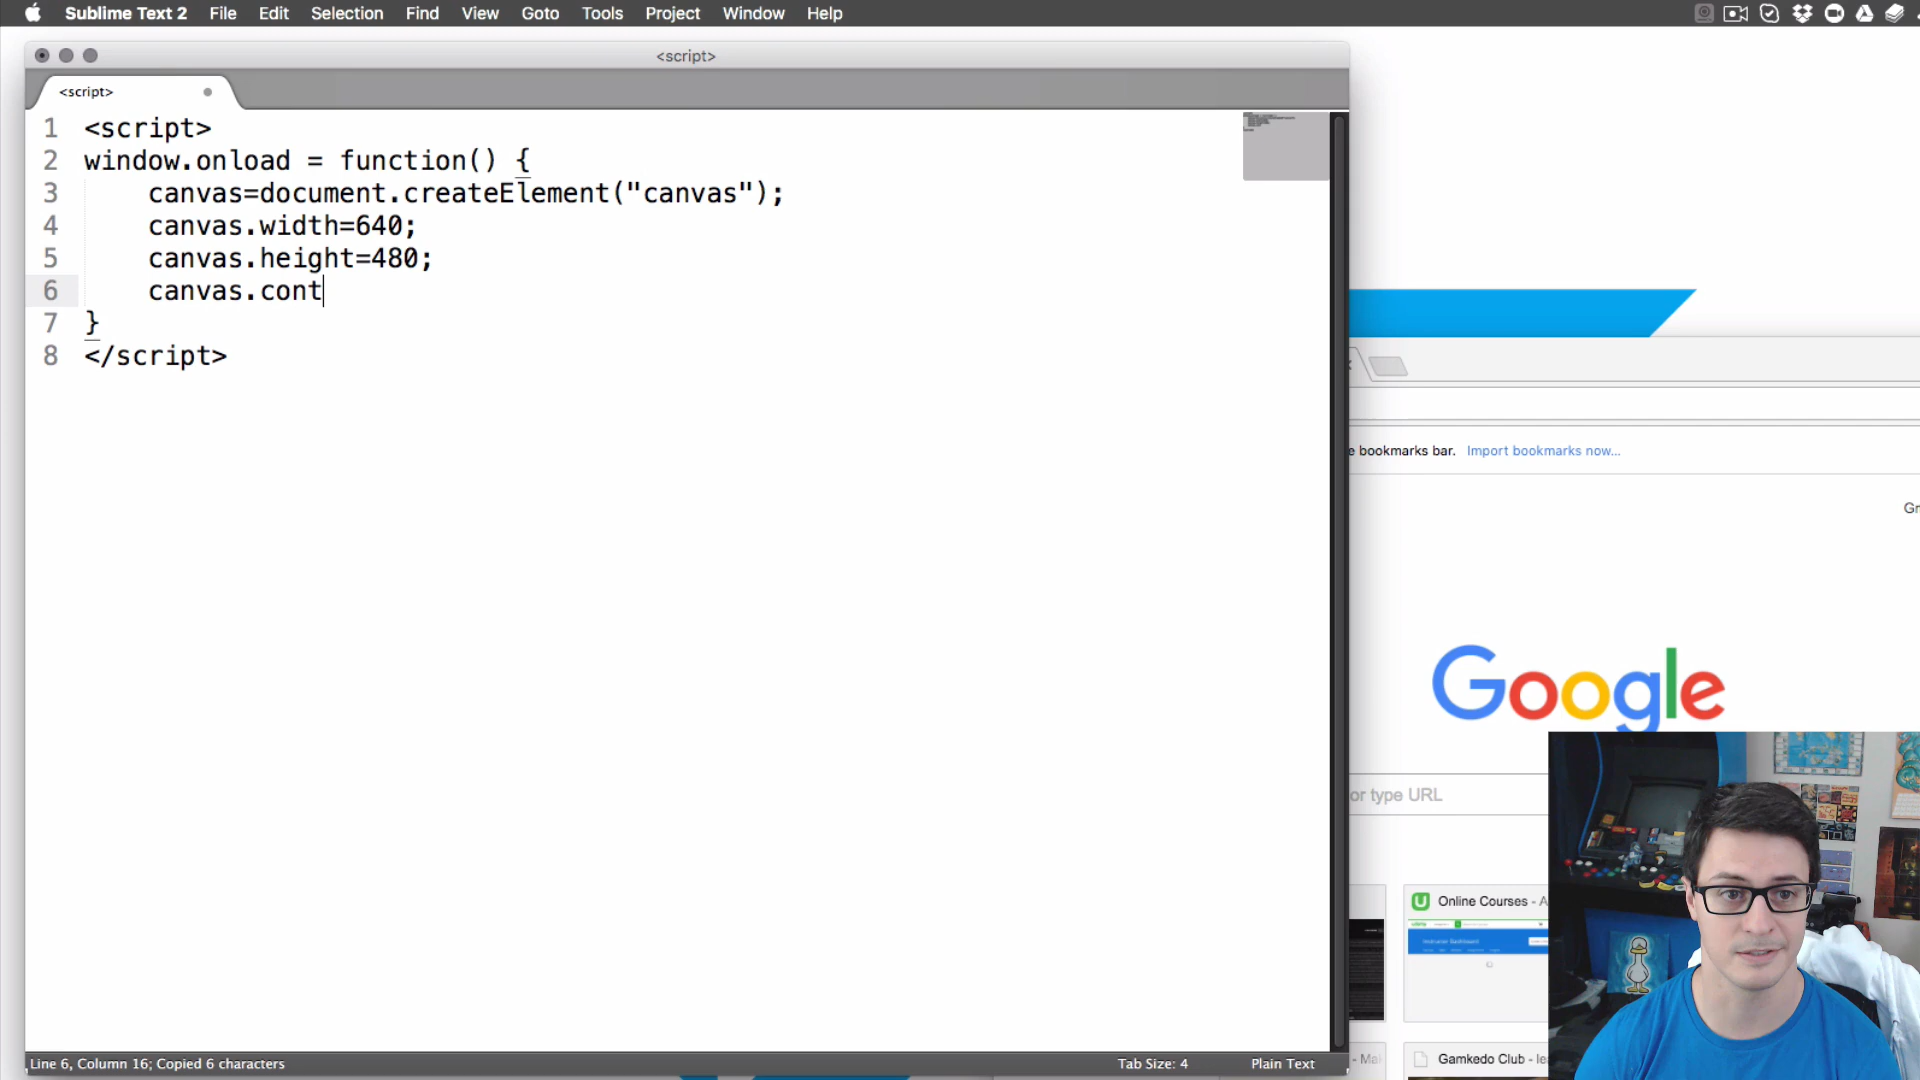 Sublime Text 2 File Edit Selection Find View Goto Tools Project Window Help
<script>
<script>
1 <script>
2 window.onload = function() {
3     canvas=document.createElement("canvas");
4     canvas.width=640;
5     canvas.height=480;
6     canvas.cont
7 }
8 </script>
e bookmarks bar. Import bookmarks now...
Gr
Google
or type URL
Online Courses - A
Instructor Dashboard
- Mai
Gamkedo Club - le
Line 6, Column 16; Copied 6 characters
Tab Size: 4
Plain Text